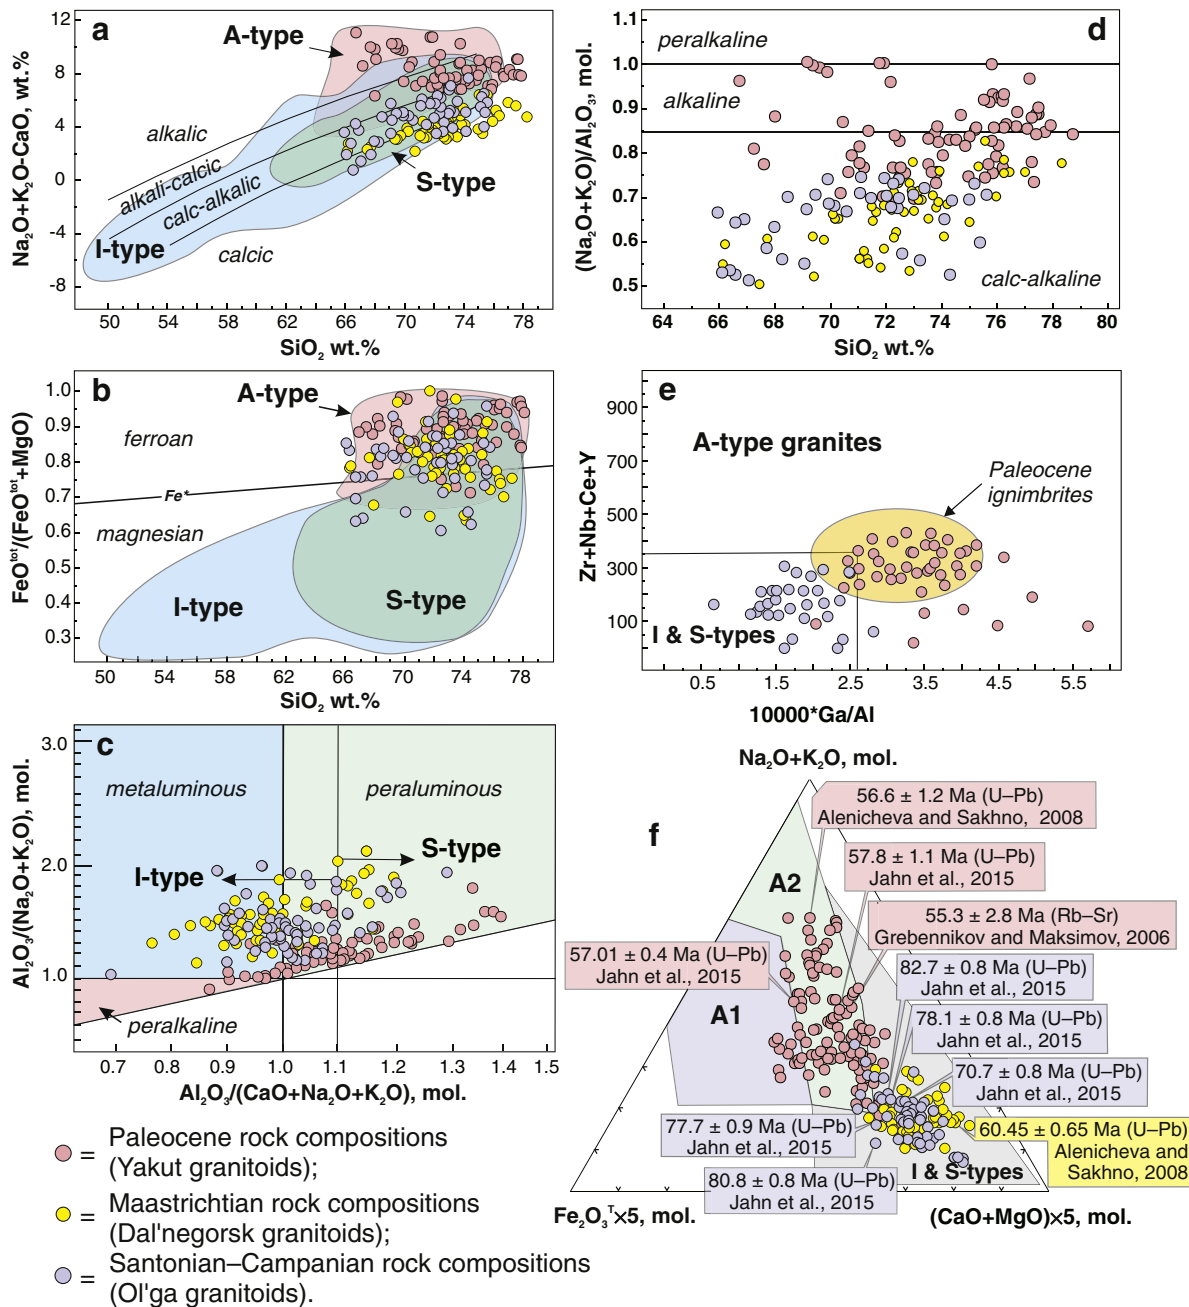 a
A-type
alkalic
alkali-calcic
calc-alkalic
calcic
I-type
S-type
Na₂O+K₂O-CaO, wt.%
12
8
4
0
-4
-8
50 54 58 62 66 70 74 78
SiO₂ wt.%
d
peralkaline
alkaline
calc-alkaline
(Na₂O+K₂O)/Al₂O₃, mol.
1.0
0.9
0.8
0.7
0.6
0.5
64 66 68 70 72 74 76 78 80
SiO₂ wt.%
b
A-type
ferroan
Fe*
magnesian
I-type
S-type
FeOᵗᵒᵗ/(FeOᵗᵒᵗ+MgO)
1.0
0.9
0.8
0.7
0.6
0.5
0.4
0.3
50 54 58 62 66 70 74 78
SiO₂ wt.%
e
A-type granites
Paleocene
ignimbrites
I & S-types
Zr+Nb+Ce+Y
900
700
500
300
100
0.5 1.5 2.5 3.5 4.5 5.5
10000*Ga/Al
c
metaluminous
peraluminous
S-type
I-type
peralkaline
Al₂O₃/(Na₂O+K₂O), mol.
3.0
2.0
1.0
0.7 0.8 0.9 1.0 1.1 1.2 1.3 1.4 1.5
Al₂O₃/(CaO+Na₂O+K₂O), mol.
Na₂O+K₂O, mol.
f
56.6 ± 1.2 Ma (U–Pb)
Alenicheva and Sakhno, 2008
57.8 ± 1.1 Ma (U–Pb)
Jahn et al., 2015
A2
55.3 ± 2.8 Ma (Rb–Sr)
Grebennikov and Maksimov, 2006
57.01 ± 0.4 Ma (U–Pb)
Jahn et al., 2015
82.7 ± 0.8 Ma (U–Pb)
Jahn et al., 2015
A1
78.1 ± 0.8 Ma (U–Pb)
Jahn et al., 2015
70.7 ± 0.8 Ma (U–Pb)
Jahn et al., 2015
77.7 ± 0.9 Ma (U–Pb)
Jahn et al., 2015
60.45 ± 0.65 Ma (U–Pb)
Alenicheva and
Sakhno, 2008
80.8 ± 0.8 Ma (U–Pb)
Jahn et al., 2015
I & S-types
Fe₂O₃ᵀ×5, mol.
(CaO+MgO)×5, mol.
= Paleocene rock compositions
(Yakut granitoids);
= Maastrichtian rock compositions
(Dal'negorsk granitoids);
= Santonian–Campanian rock compositions
(Ol'ga granitoids).